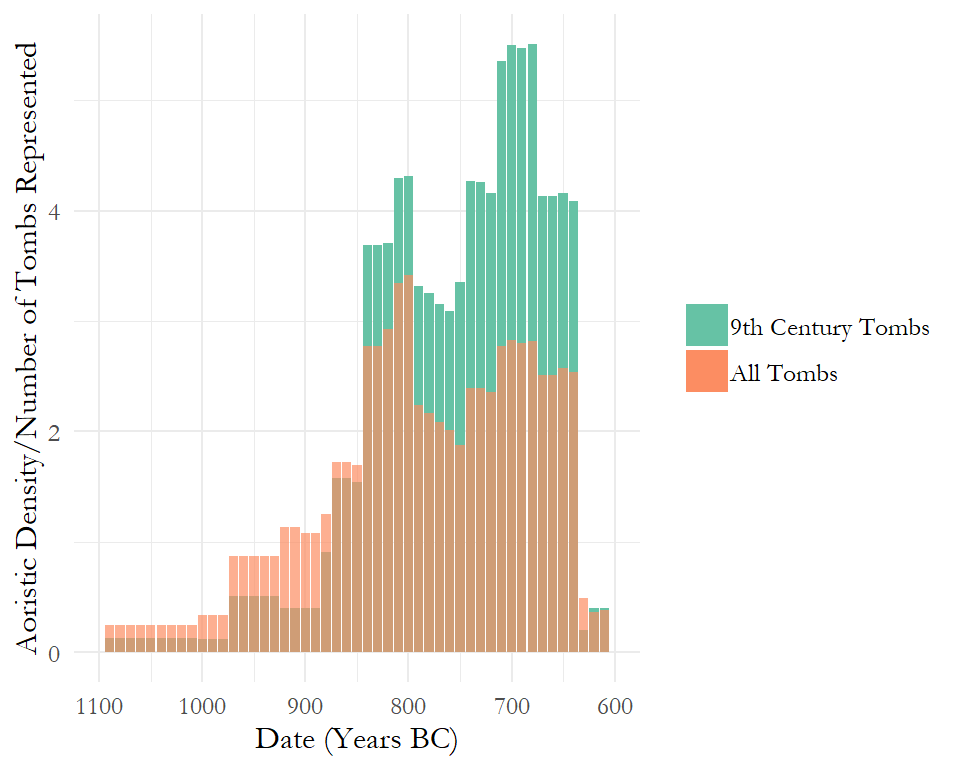 Aoristic Density/Number of Tombs Represented
4
2
0
1100 1000 900 800 700 600
Date (Years BC)
9th Century Tombs
All Tombs